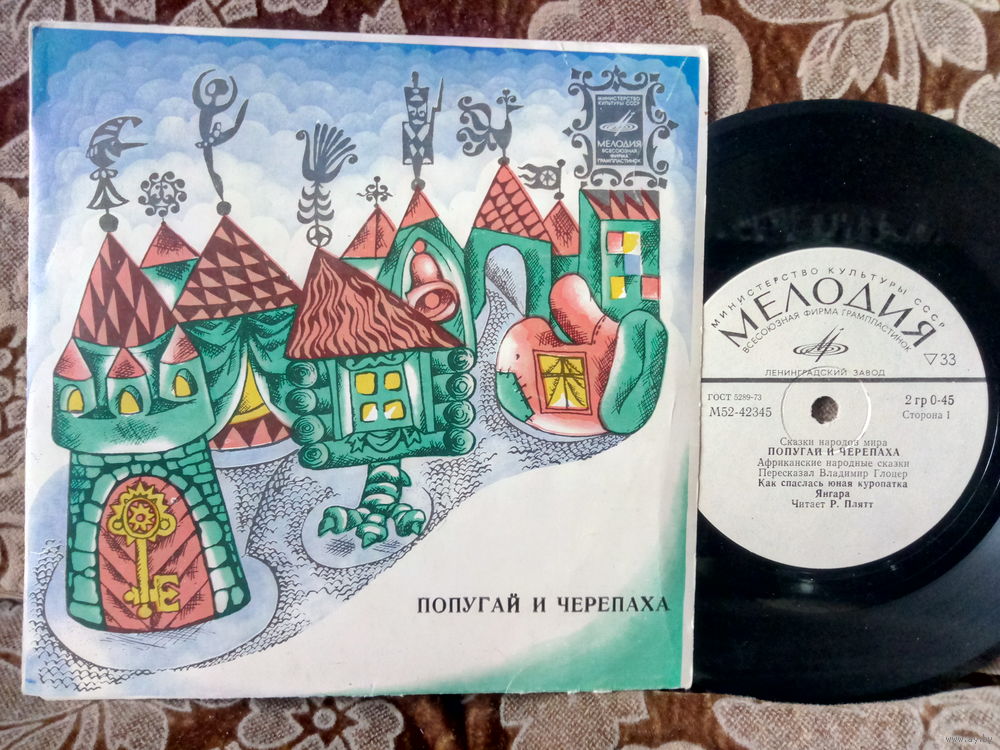 МИНИСТЕРСТВО
КУЛЬТУРЫ СССР
МЕЛОДИЯ
ВСЕСОЮЗНАЯ
ФИРМА
ГРАМПЛАСТИНОК
ПОПУГАЙ И ЧЕРЕПАХА
МИНИСТЕРСТВО КУЛЬТУРЫ СССР
МЕЛОДИЯ
ВСЕСОЮЗНАЯ ФИРМА ГРАМПЛАСТИНОК
33
ЛЕНИНГРАДСКИЙ ЗАВОД
ГОСТ 5289-73
2 гр 0-45
М52-42345
Сторона 1
Сказки народов мира
ПОПУГАЙ И ЧЕРЕПАХА
Африканские народные сказки
Пересказал Владимир Глоцер
Как спаслась юная куропатка
Янгара
Читает Р. Плятт